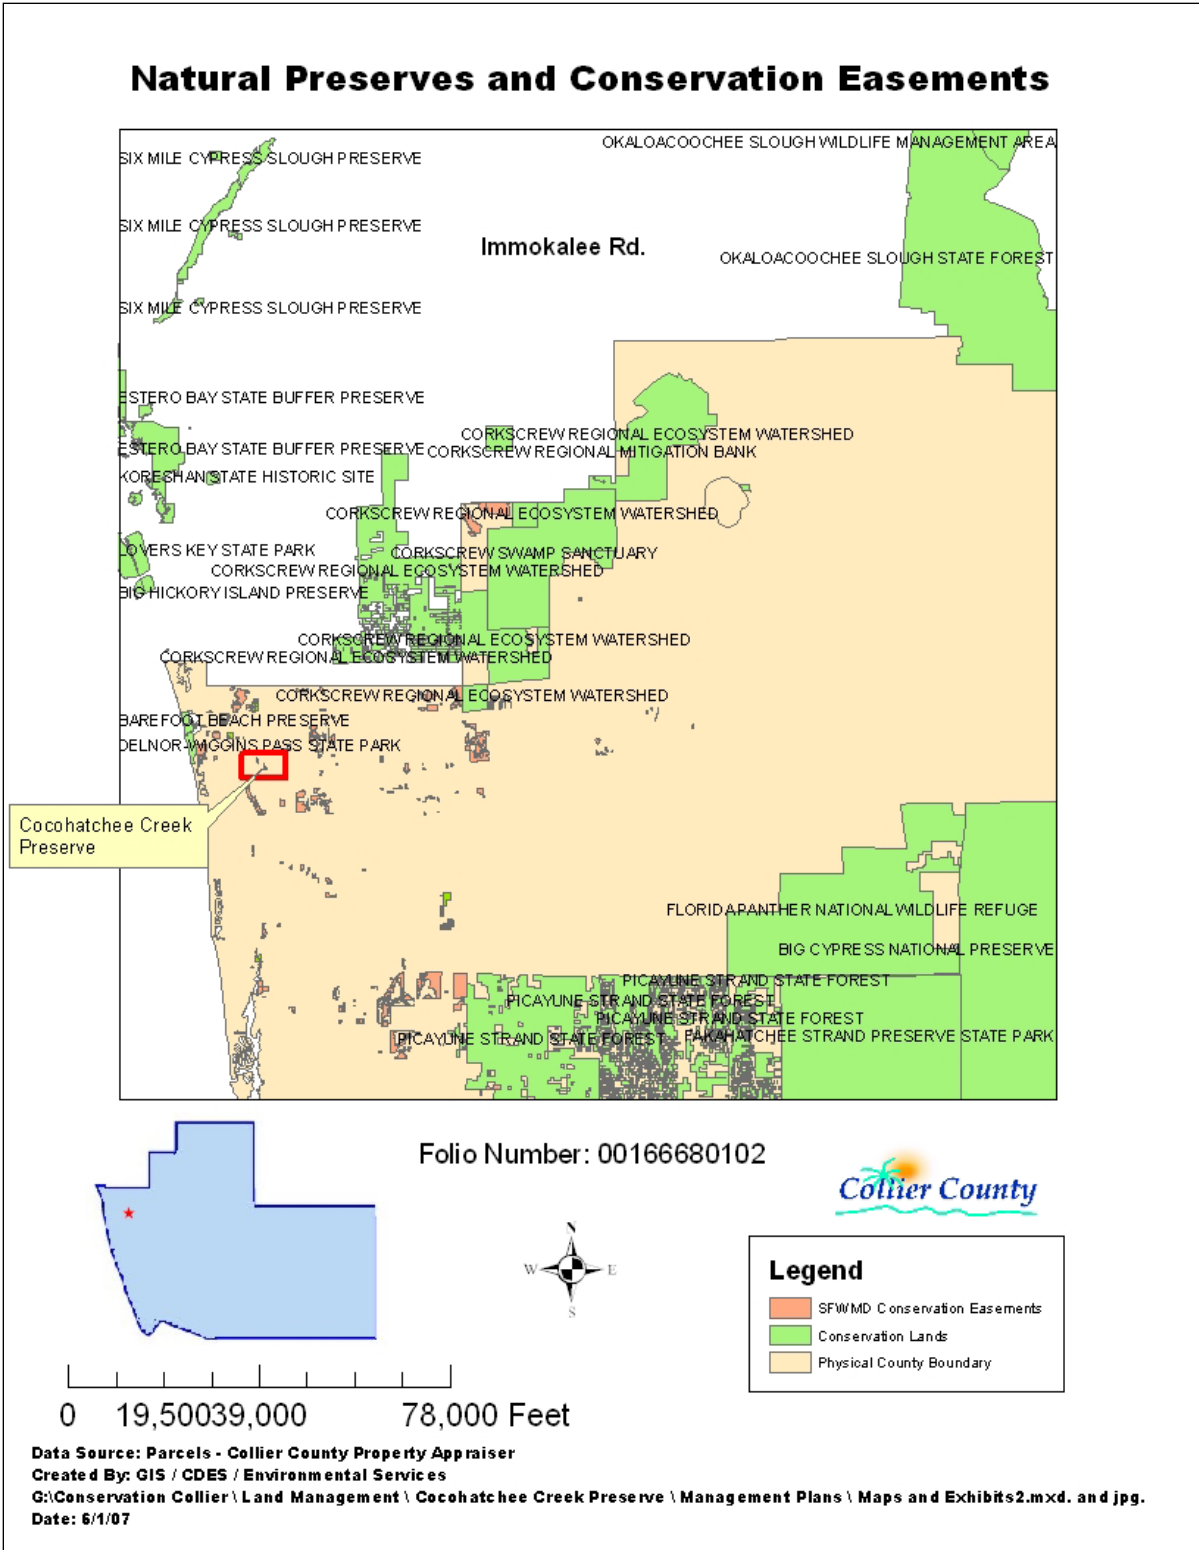 Natural Preserves and Conservation Easements
OKALOACOOCHEE SLOUGH WILDLIFE MANAGEMENT AREA
SIX MILE CYPRESS SLOUGH PRESERVE
SIX MILE CYPRESS SLOUGH PRESERVE
Immokalee Rd.
OKALOACOOCHEE SLOUGH STATE FOREST
SIX MILE CYPRESS SLOUGH PRESERVE
ESTERO BAY STATE BUFFER PRESERVE
CORKSCREW REGIONAL ECOSYSTEM WATERSHED
ESTERO BAY STATE BUFFER PRESERVE
CORKSCREW REGIONAL MITIGATION BANK
KORESHAN STATE HISTORIC SITE
CORKSCREW REGIONAL ECOSYSTEM WATERSHED
LOVERS KEY STATE PARK
CORKSCREW SWAMP SANCTUARY
CORKSCREW REGIONAL ECOSYSTEM WATERSHED
BIG HICKORY ISLAND PRESERVE
CORKSCREW REGIONAL ECOSYSTEM WATERSHED
CORKSCREW REGIONAL ECOSYSTEM WATERSHED
CORKSCREW REGIONAL ECOSYSTEM WATERSHED
BAREFOOT BEACH PRESERVE
DELNOR-WIGGINS PASS STATE PARK
Cocohatchee Creek
Preserve
FLORIDA PANTHER NATIONAL WILDLIFE REFUGE
BIG CYPRESS NATIONAL PRESERVE
PICAYUNE STRAND STATE FOREST
PICAYUNE STRAND STATE FOREST
PICAYUNE STRAND STATE FOREST
PICAYUNE STRAND STATE FOREST
FAKAHATCHEE STRAND PRESERVE STATE PARK
Folio Number: 00166680102
Collier County
N
W E
S
Legend
SFWMD Conservation Easements
Conservation Lands
Physical County Boundary
0 19,50039,000 78,000 Feet
Data Source: Parcels - Collier County Property Appraiser
Created By: GIS / CDES / Environmental Services
G:\Conservation Collier \ Land Management \ Cocohatchee Creek Preserve \ Management Plans \ Maps and Exhibits2.mxd. and jpg.
Date: 6/1/07